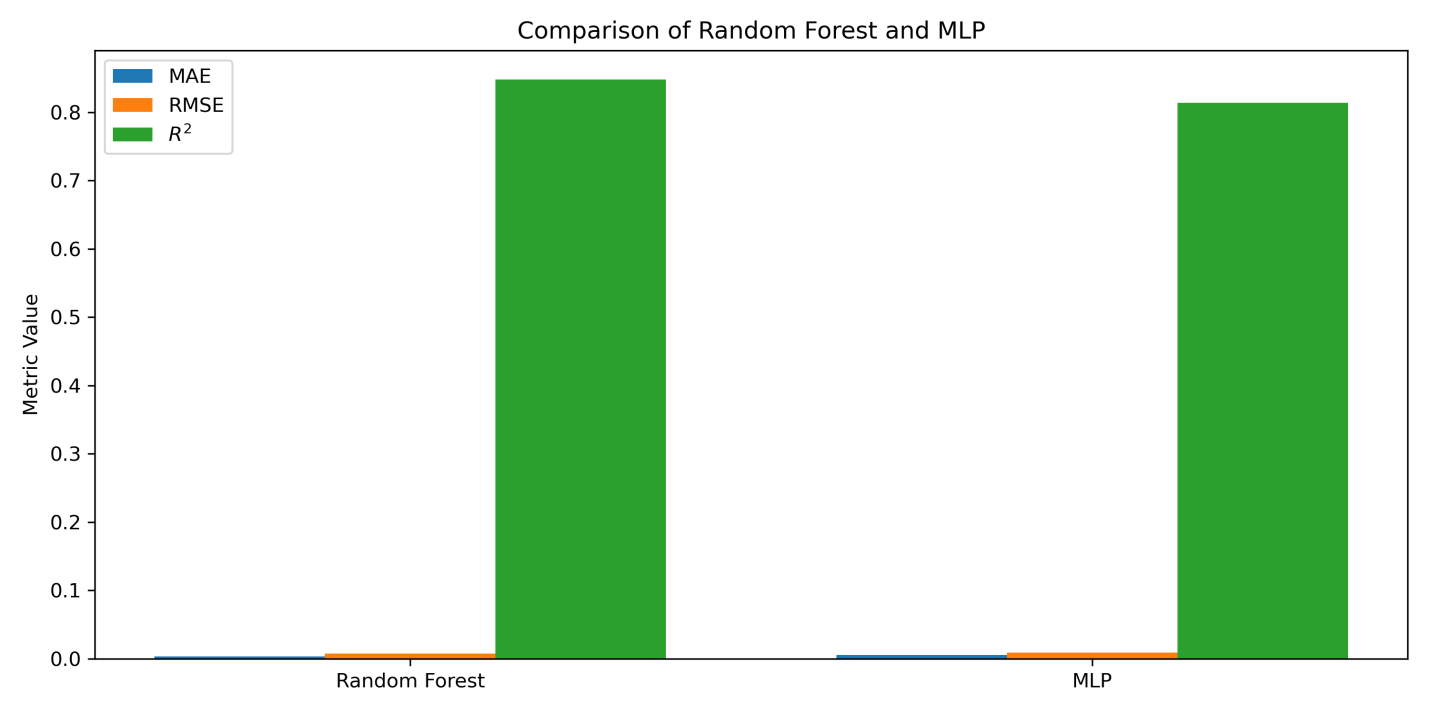 Comparison of Random Forest and MLP
MAE
RMSE
R²
Metric Value
0.8
0.7
0.6
0.5
0.4
0.3
0.2
0.1
0.0
Random Forest
MLP